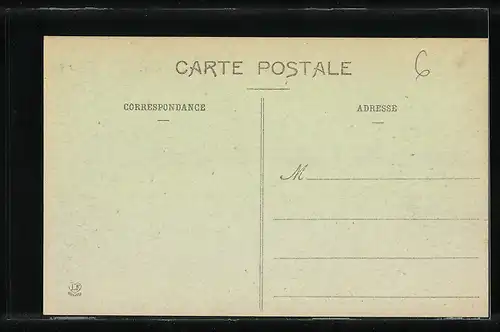 CARTE POSTALE
6
CORRESPONDANCE
ADRESSE
M